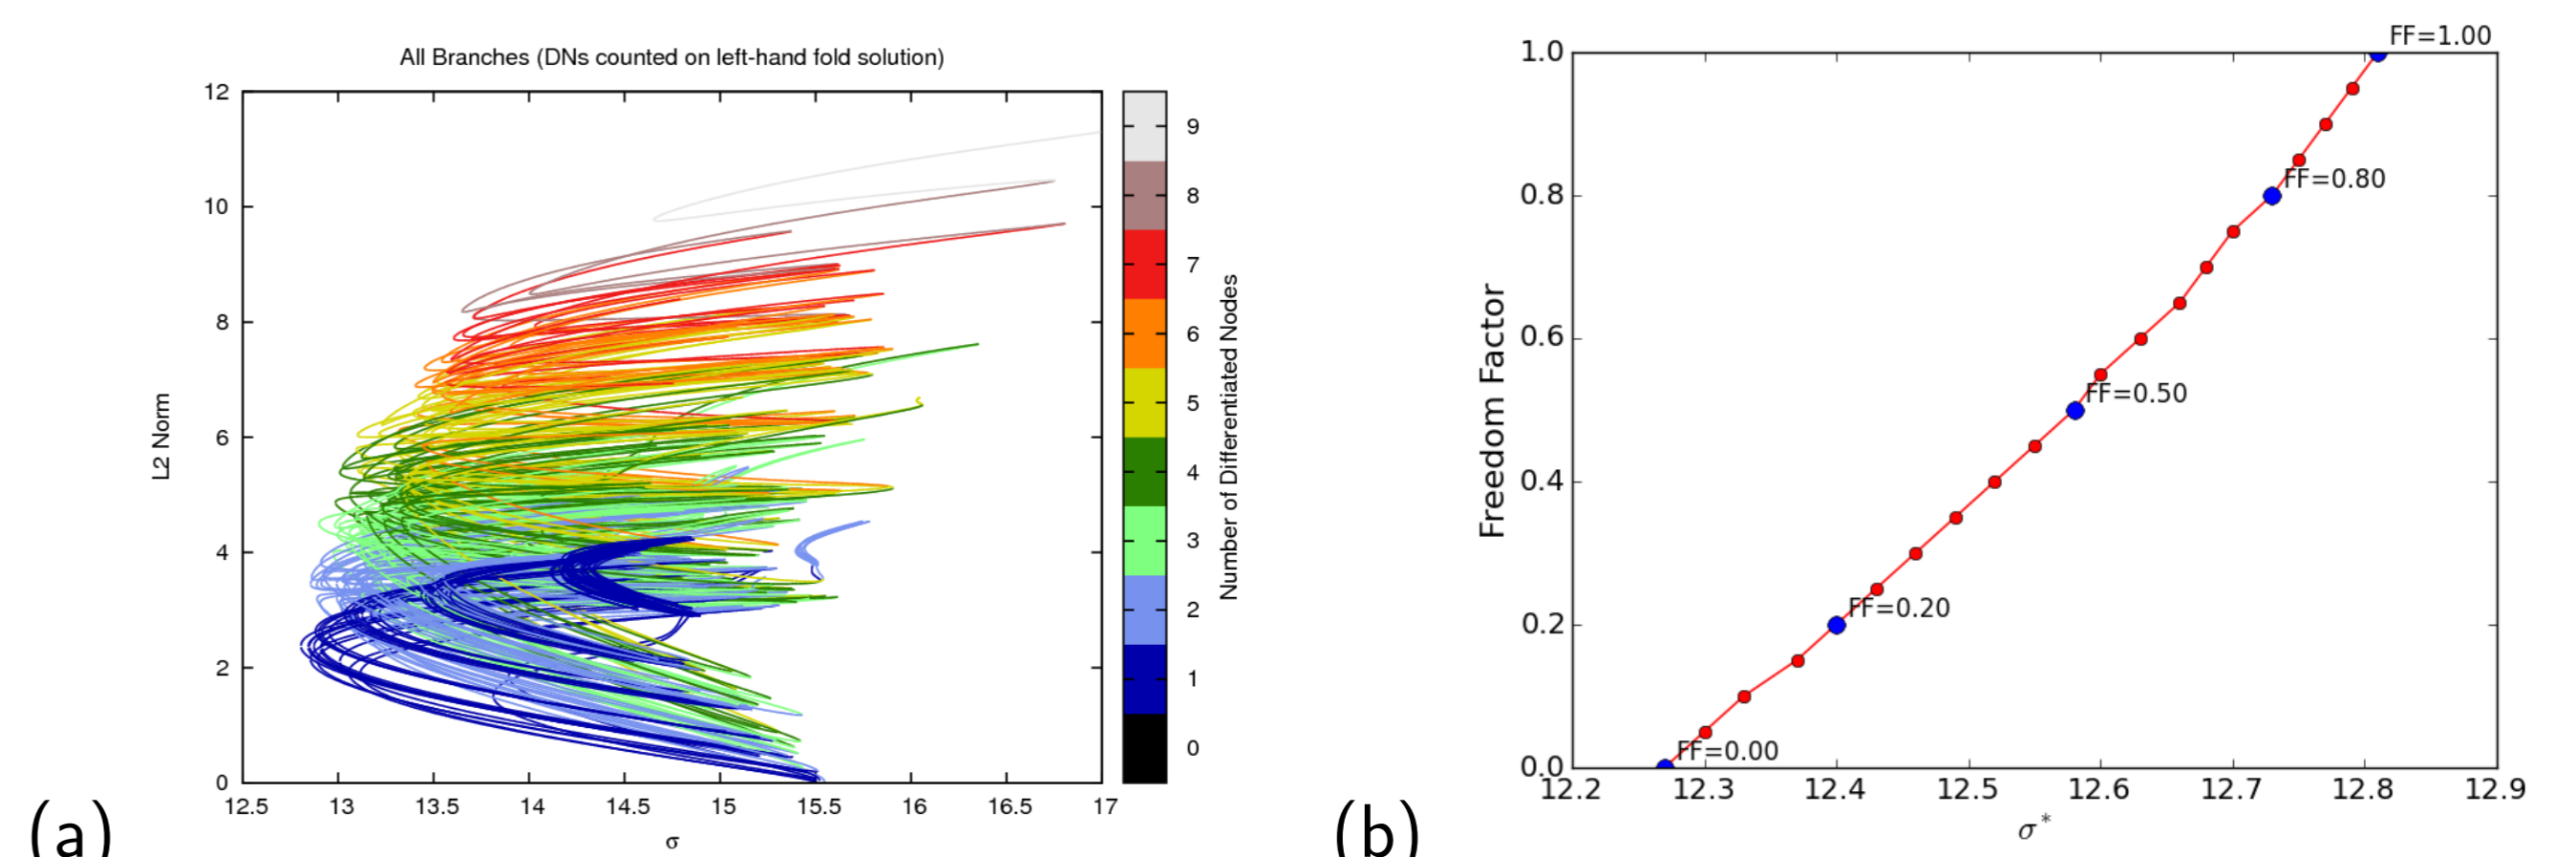 All Branches (DNs counted on left-hand fold solution)
12
10
8
6
4
2
0
L2 Norm
12.5 13 13.5 14 14.5 15 15.5 16 16.5 17
σ
9
8
7
6
5
4
3
2
1
0
Number of Differentiated Nodes
(a)
FF=1.00
1.0
FF=0.80
0.8
0.6
FF=0.50
0.4
FF=0.20
0.2
FF=0.00
0.0
Freedom Factor
12.2 12.3 12.4 12.5 12.6 12.7 12.8 12.9
σ*
(b)